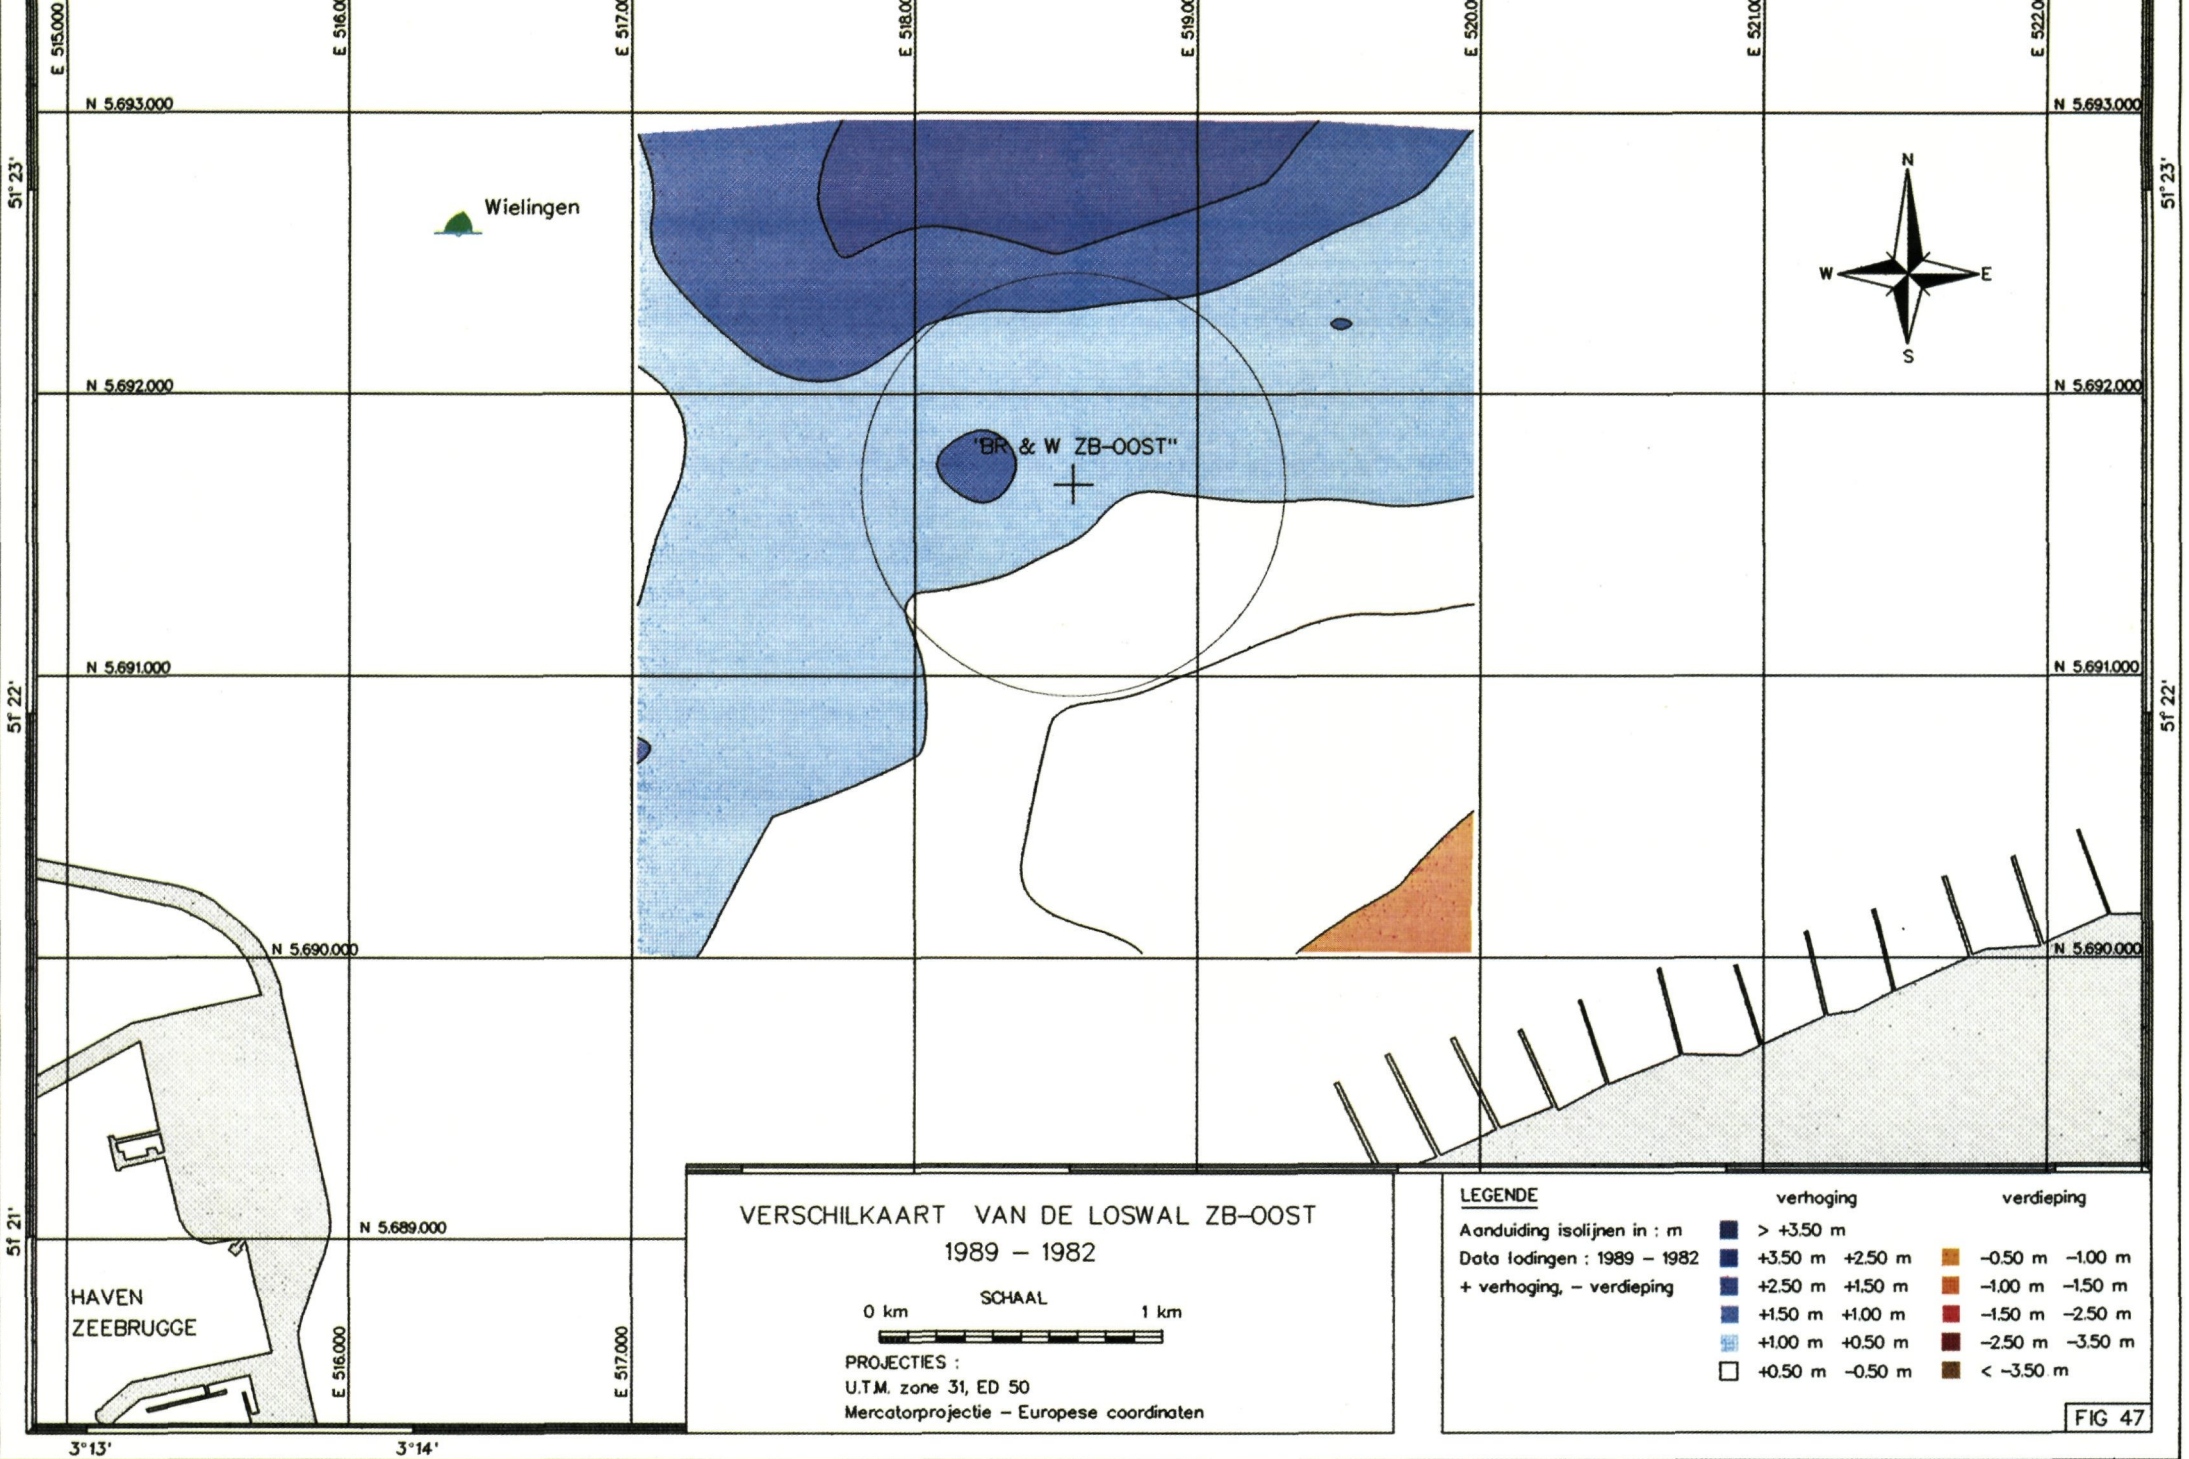 E 515.000
E 516.00
E 517.00
E 518.00
E 519.00
E 520.00
E 521.00
E 522.00
N 5.693.000
N 5.693.000
51° 23'
51° 23'
Wielingen
N
W
E
S
N 5.692.000
N 5.692.000
"BR & W ZB-OOST"
N 5.691.000
N 5.691.000
51° 22'
51° 22'
N 5.690.000
N 5.690.000
N 5.689.000
51° 21'
HAVEN
ZEEBRUGGE
E 516.000
E 517.000
3°13'
3°14'
VERSCHILKAART VAN DE LOSWAL ZB-OOST
1989 - 1982
SCHAAL
0 km 1 km
PROJECTIES :
U.T.M. zone 31, ED 50
Mercatorprojectie - Europese coordinaten
LEGENDE verhoging verdieping
Aanduiding isolijnen in : m > +3.50 m
Data lodingen : 1989 - 1982 +3.50 m +2.50 m -0.50 m -1.00 m
+ verhoging, - verdieping +2.50 m +1.50 m -1.00 m -1.50 m
+1.50 m +1.00 m -1.50 m -2.50 m
+1.00 m +0.50 m -2.50 m -3.50 m
+0.50 m -0.50 m < -3.50 m
FIG 47